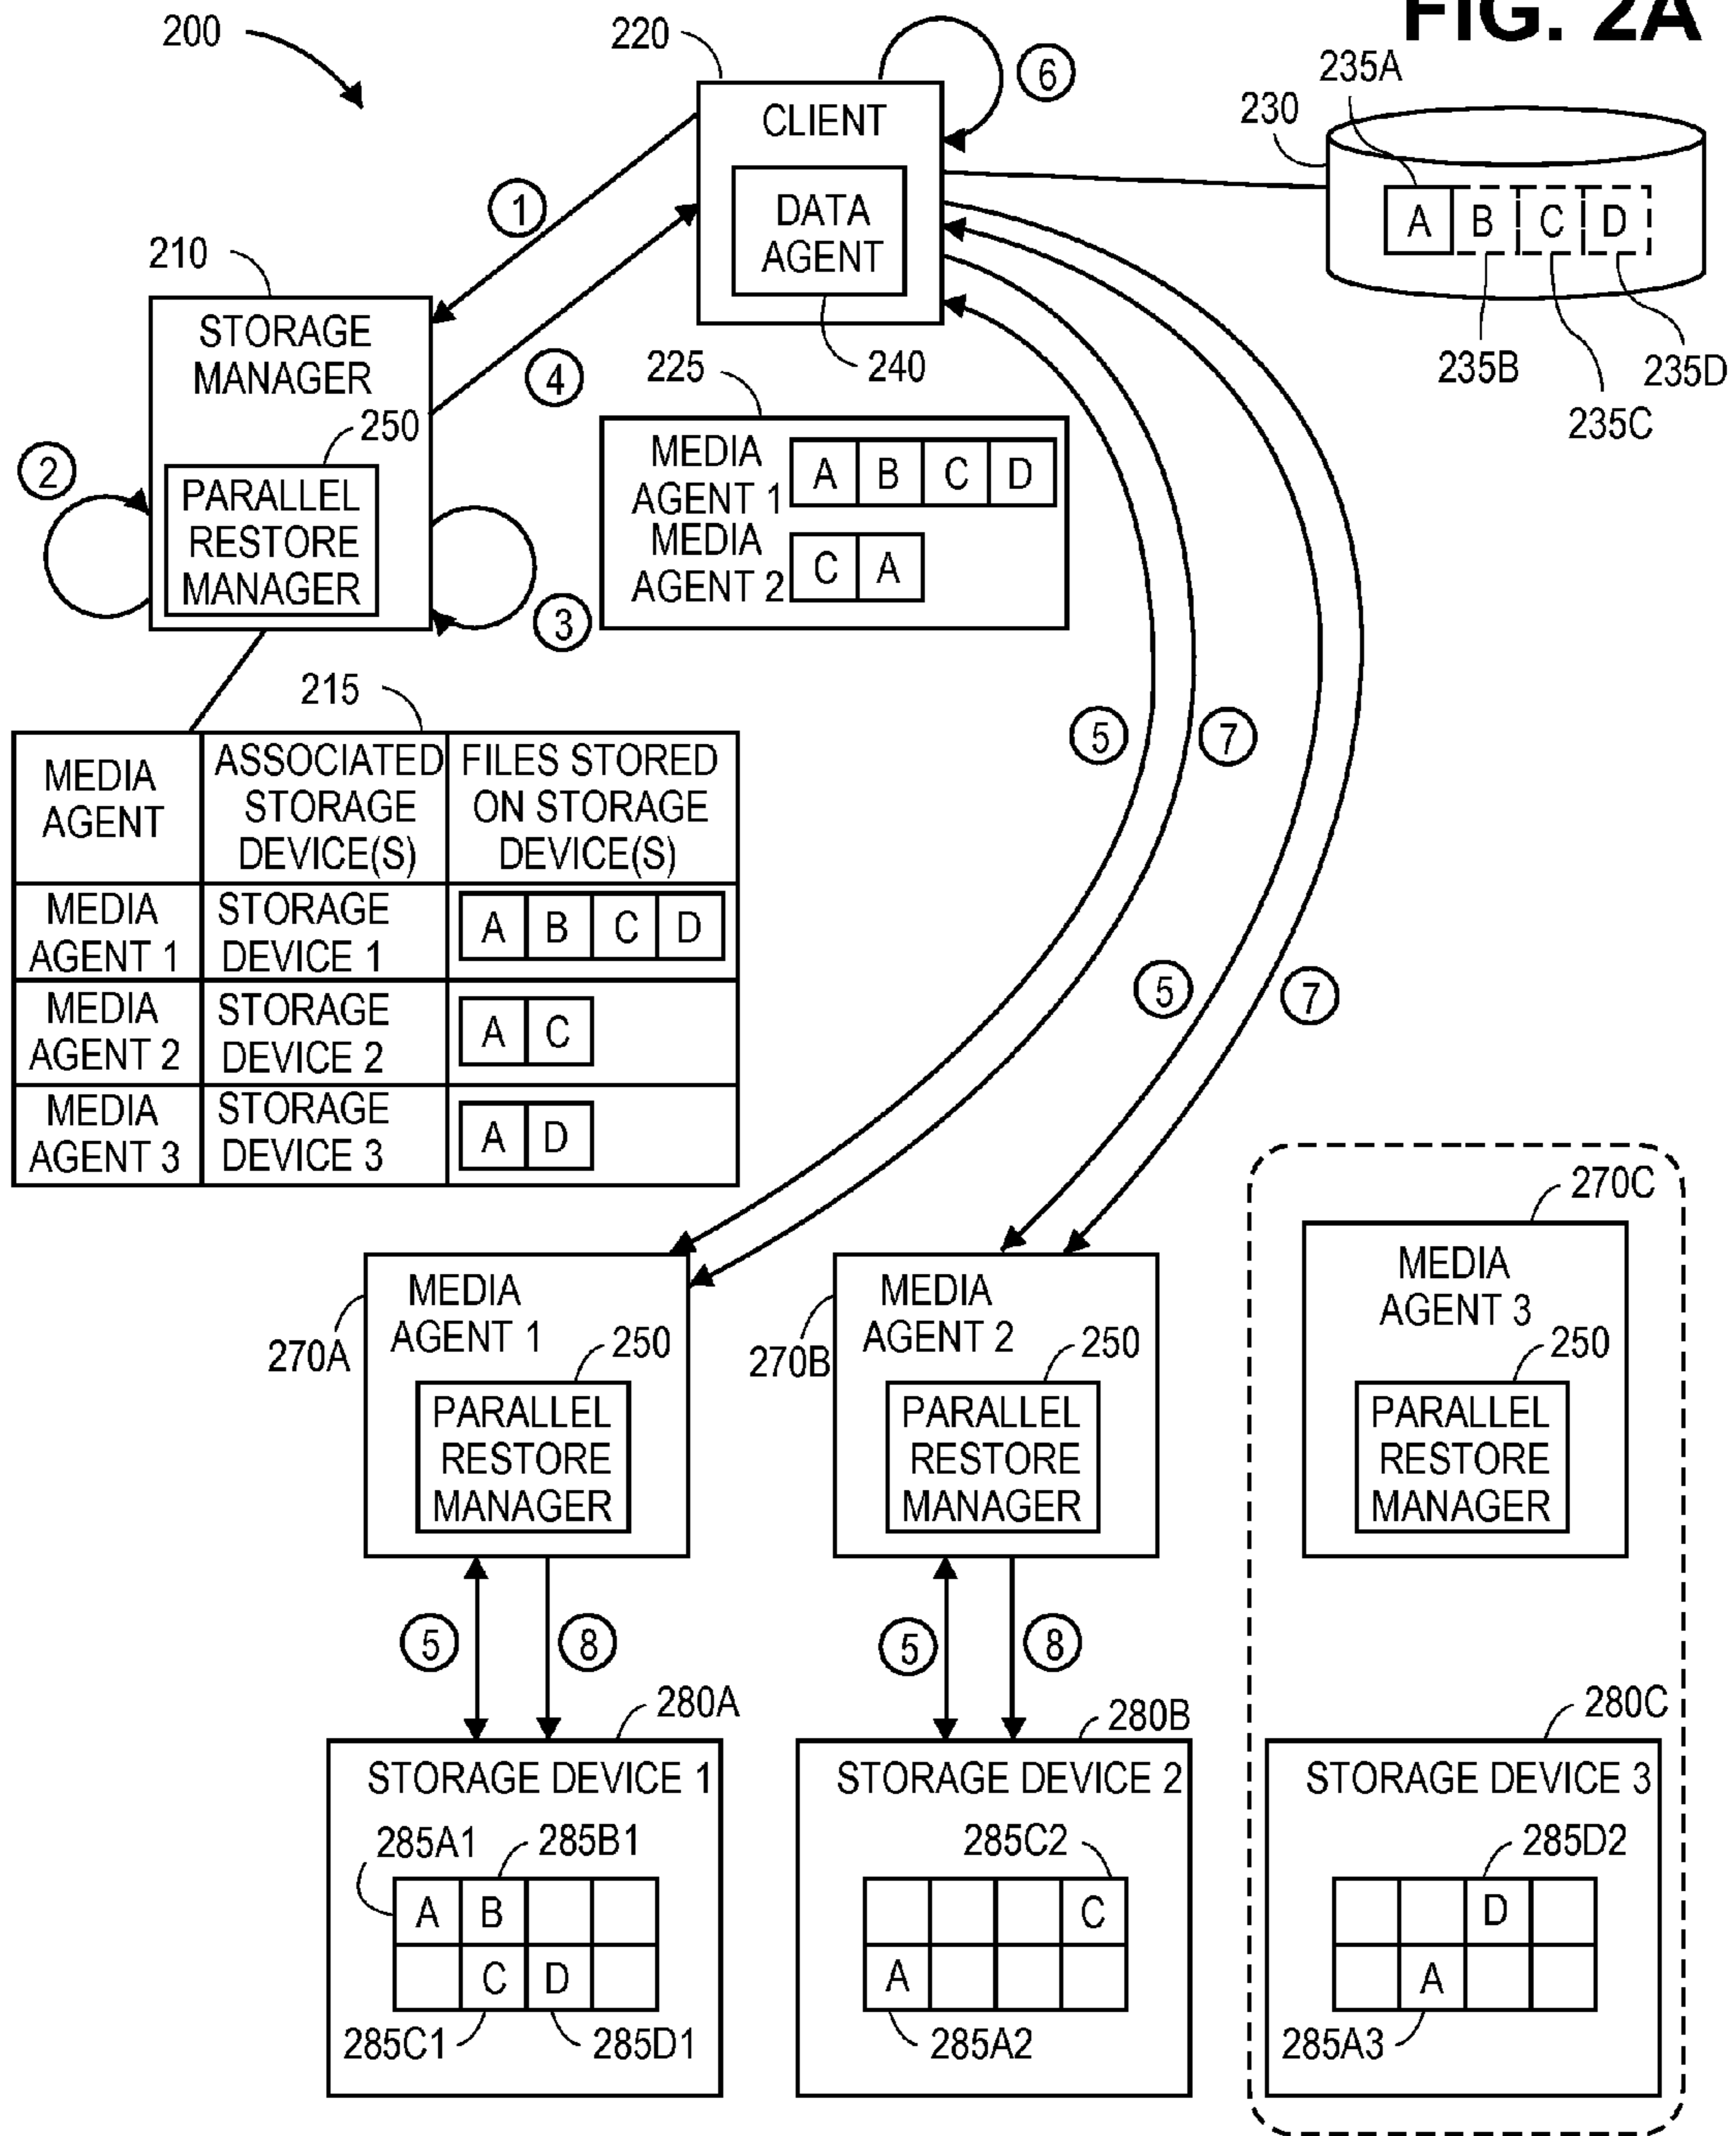 FIG. 2A
200
220
6
235A
230
CLIENT
DATA
AGENT
A B C D
1
210
STORAGE
MANAGER
4
240
235B
235D
235C
225
250
2
PARALLEL
RESTORE
MANAGER
3
MEDIA
AGENT 1
A B C D
MEDIA
AGENT 2
C A
215
5
7
MEDIA
AGENT
ASSOCIATED
STORAGE
DEVICE(S)
FILES STORED
ON STORAGE
DEVICE(S)
MEDIA
AGENT 1
STORAGE
DEVICE 1
A B C D
MEDIA
AGENT 2
STORAGE
DEVICE 2
A C
MEDIA
AGENT 3
STORAGE
DEVICE 3
A D
5
7
270A
MEDIA
AGENT 1
250
PARALLEL
RESTORE
MANAGER
270B
MEDIA
AGENT 2
250
PARALLEL
RESTORE
MANAGER
270C
MEDIA
AGENT 3
250
PARALLEL
RESTORE
MANAGER
5
8
5
8
280A
STORAGE DEVICE 1
285A1
285B1
A B
C D
285C1
285D1
280B
STORAGE DEVICE 2
285C2
C
A
285A2
280C
STORAGE DEVICE 3
285D2
D
A
285A3